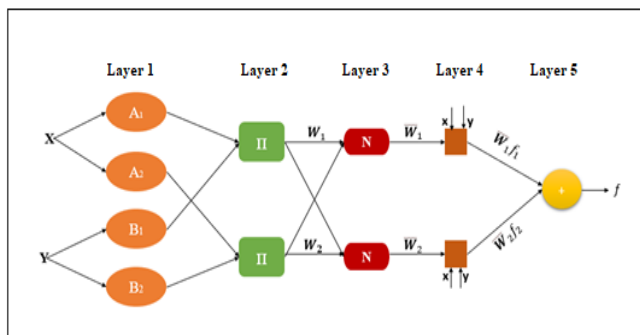 Layer 1 Layer 2 Layer 3 Layer 4 Layer 5
A₁
x y
X
Π W₁ N W̅₁
A₂
W̅₁f₁
B₁
+ f
Y
Π W₂ N W̅₂
W̅₂f₂
B₂
x y